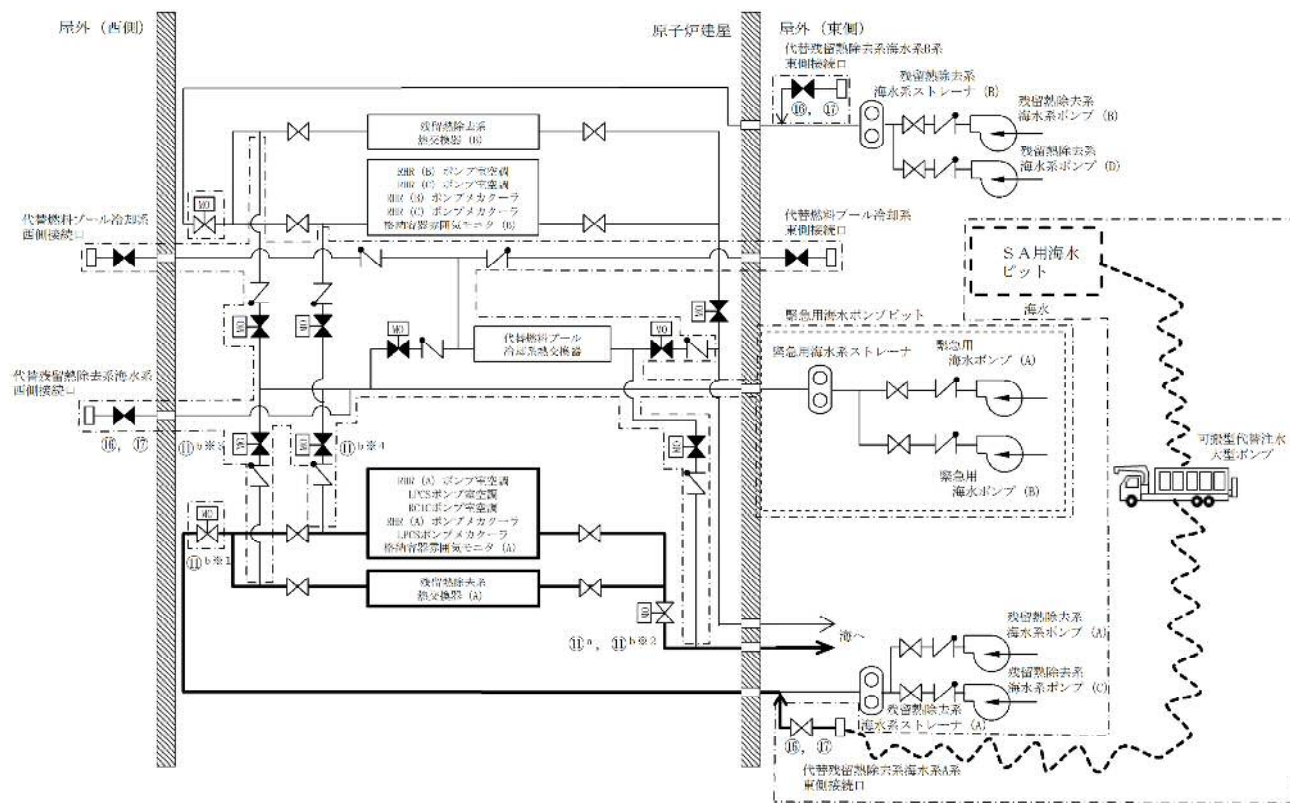 屋外(西側)
原子炉建屋
屋外(東側)
代替残留熱除去系海水系B系
東側接続口
⑯, ⑰
残留熱除去系
海水系ストレーナ(B)
残留熱除去系
海水系ポンプ(B)
残留熱除去系
海水系ポンプ(D)
残留熱除去系
熱交換器(B)
RHR(B)ポンプ室空調
RHR(C)ポンプ室空調
RHR(B)ポンプメカクーラ
RHR(C)ポンプメカクーラ
格納容器雰囲気モニタ(B)
MO
代替燃料プール冷却系
西側接続口
代替燃料プール冷却系
東側接続口
SA用海水
ピット
海水
MO
MO
MO
緊急用海水ポンプピット
MO
MO
代替燃料プール
冷却系熱交換器
緊急用海水系ストレーナ
緊急用
海水ポンプ(A)
代替残留熱除去系海水系
西側接続口
⑯, ⑰
⑪b※3
MO
MO
⑪b※4
MO
緊急用
海水ポンプ(B)
可搬型代替注水
大型ポンプ
RHR(A)ポンプ室空調
LPCSポンプ室空調
RCICポンプ室空調
RHR(A)ポンプメカクーラ
LPCSポンプメカクーラ
格納容器雰囲気モニタ(A)
MO
⑪b※1
残留熱除去系
熱交換器(A)
MO
⑪a, ⑪b※2
海へ
残留熱除去系
海水系ポンプ(A)
残留熱除去系
海水系ポンプ(C)
残留熱除去系
海水系ストレーナ(A)
⑯, ⑰
代替残留熱除去系海水系A系
東側接続口